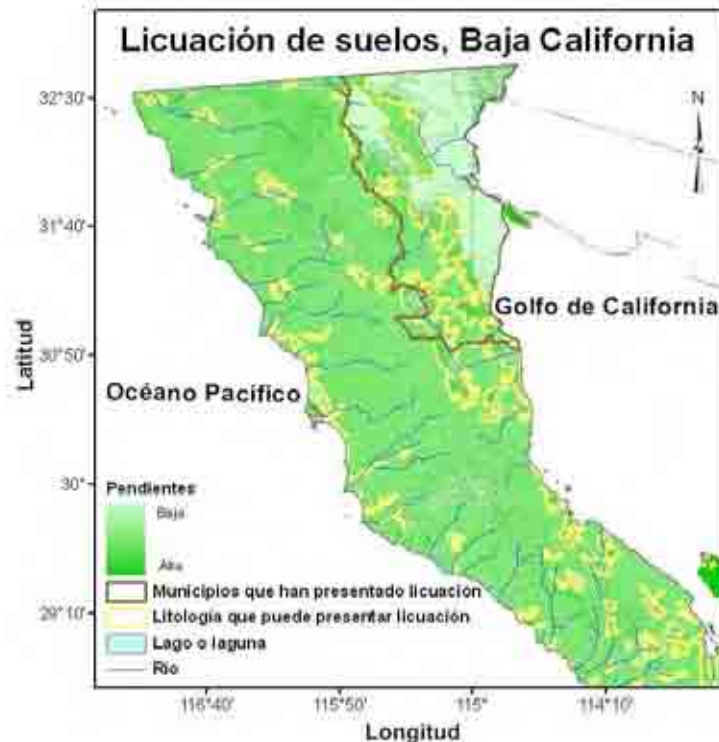 Licuación de suelos, Baja California
N
32°30'
31°40'
Golfo de California
30°50'
Latitud
Océano Pacífico
30°
Pendientes
Baja
Alta
Municipios que han presentado licuación
29°10'
Litología que puede presentar licuación
Lago o laguna
Río
116°40' 115°50' 115° 114°10'
Longitud